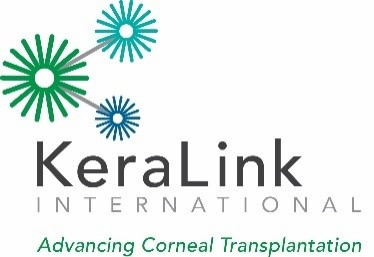 KeraLink
INTERNATIONAL
Advancing Corneal Transplantation